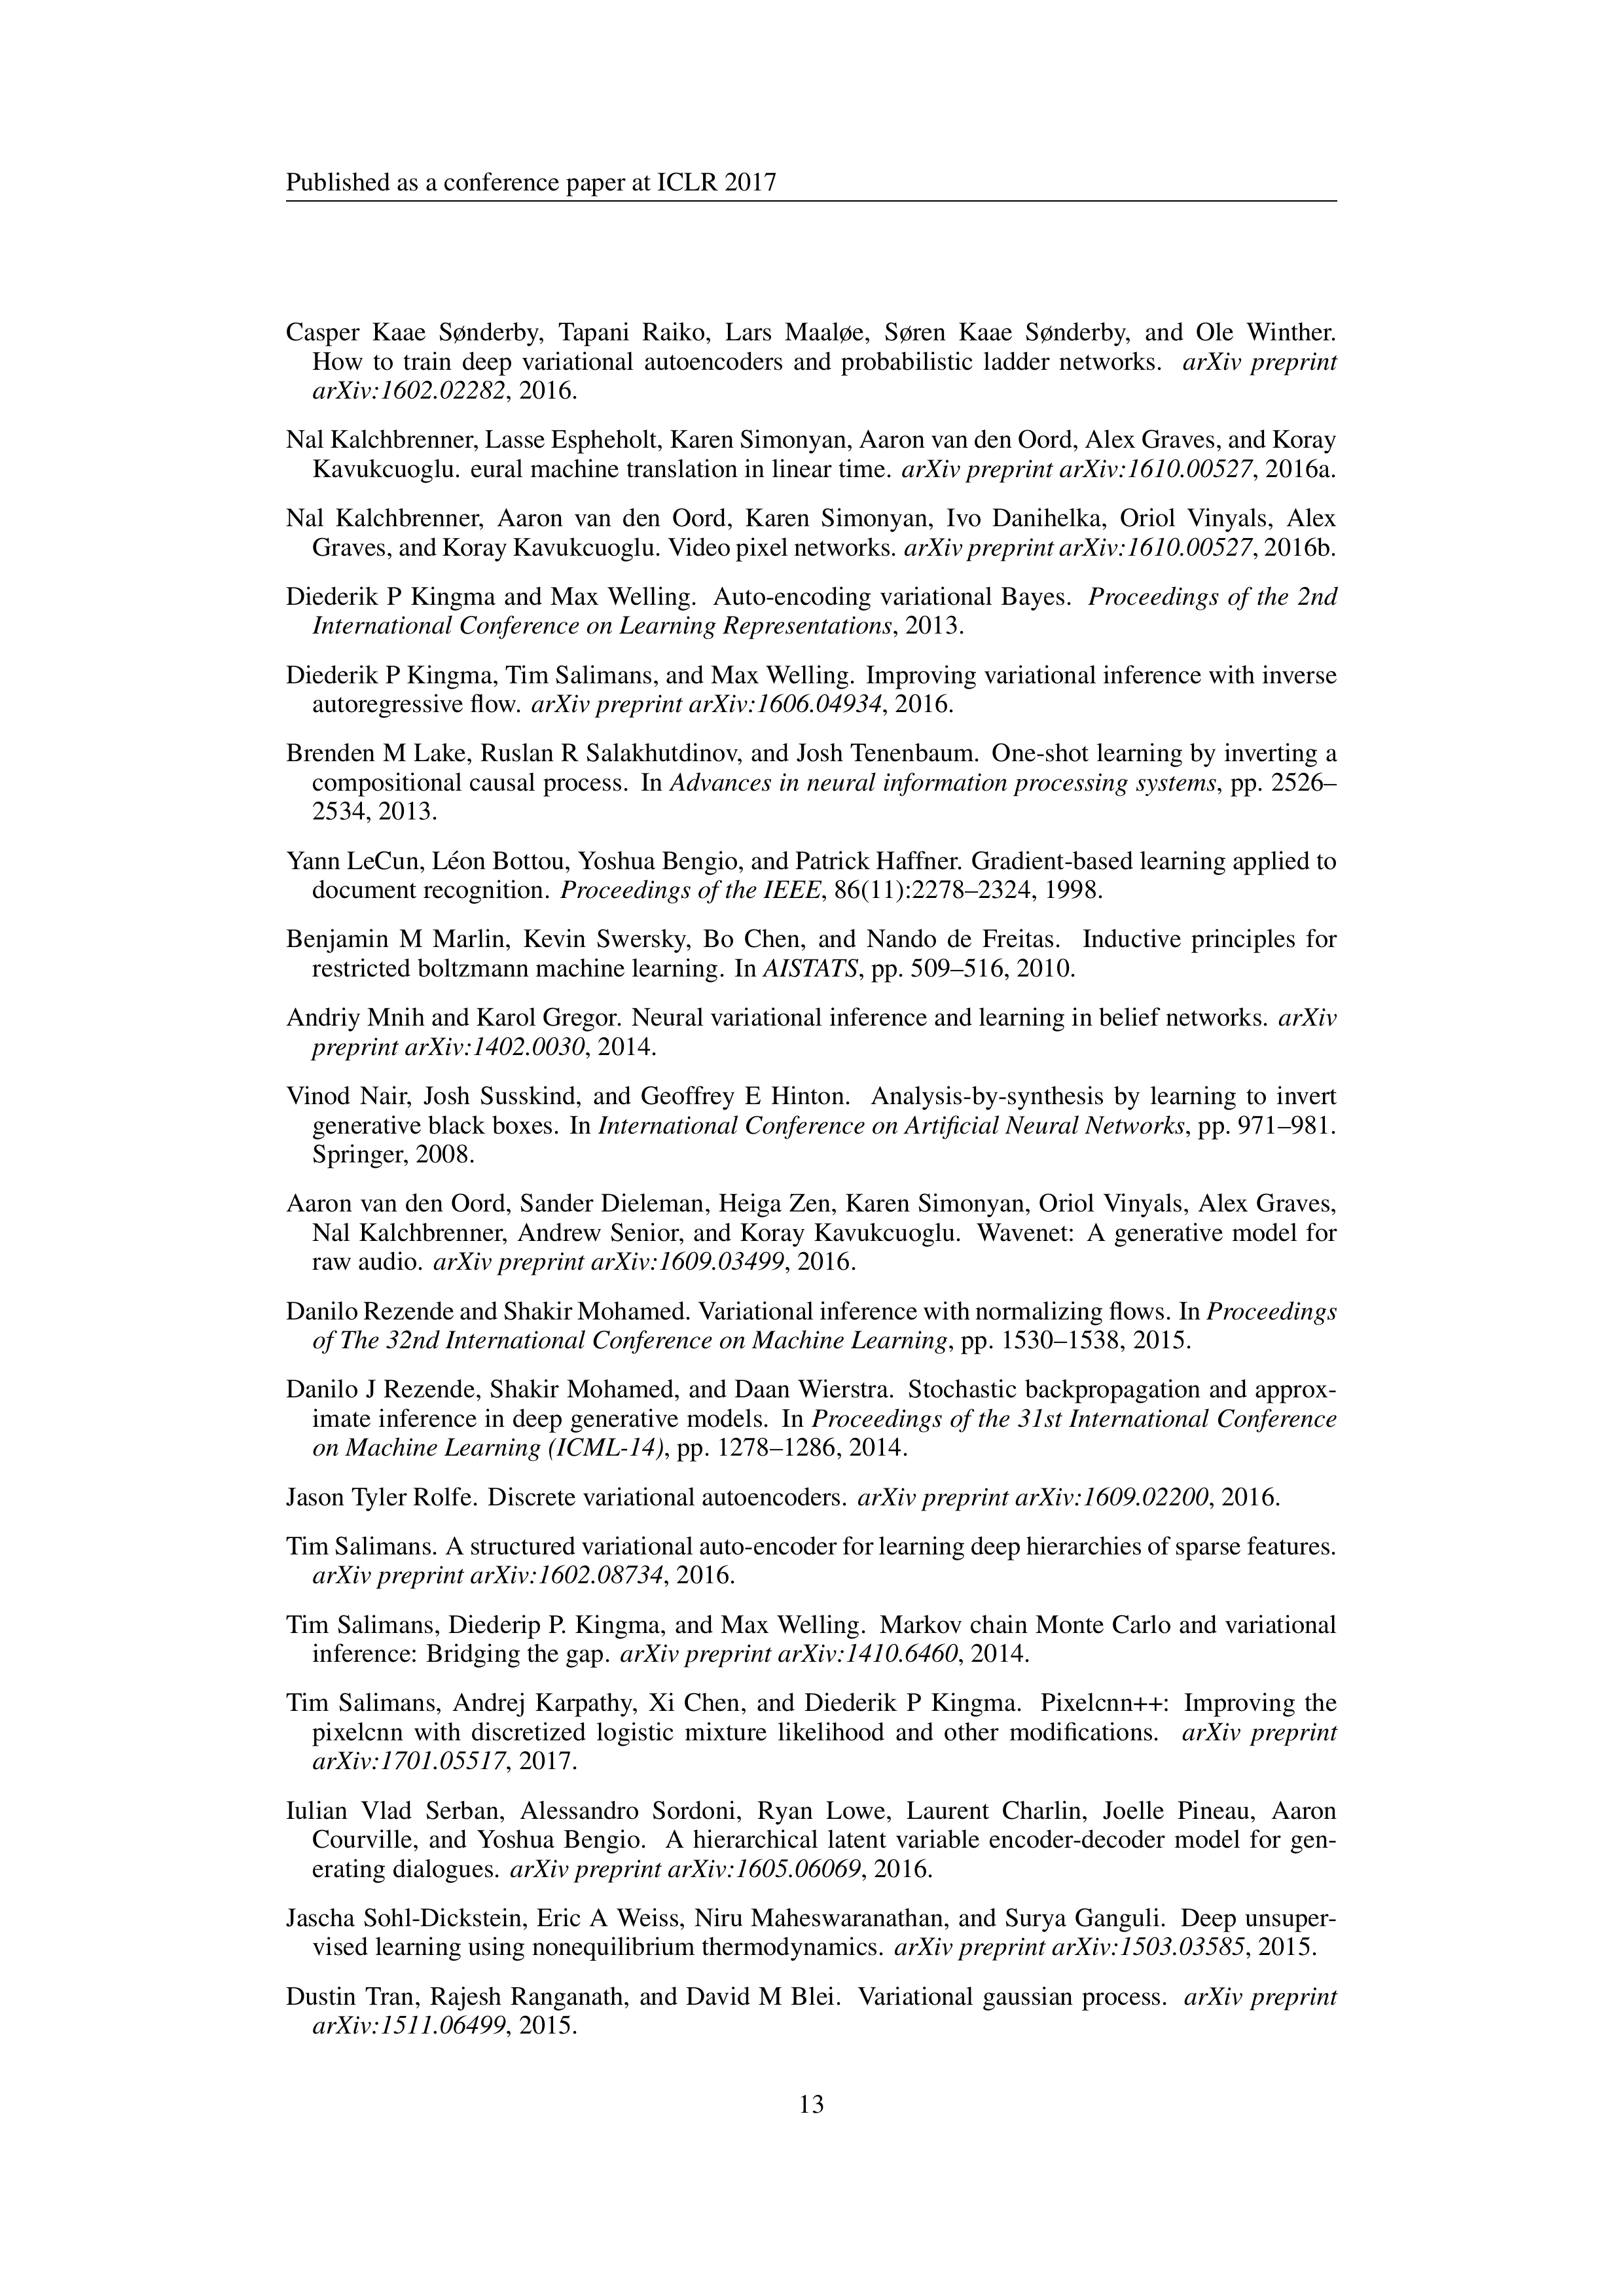 Published as a conference paper at ICLR 2017
Casper Kaae Sønderby, Tapani Raiko, Lars Maaløe, Søren Kaae Sønderby, and Ole Winther.
How to train deep variational autoencoders and probabilistic ladder networks. arXiv preprint
arXiv:1602.02282, 2016.
Nal Kalchbrenner, Lasse Espheholt, Karen Simonyan, Aaron van den Oord, Alex Graves, and Koray
Kavukcuoglu. eural machine translation in linear time. arXiv preprint arXiv:1610.00527, 2016a.
Nal Kalchbrenner, Aaron van den Oord, Karen Simonyan, Ivo Danihelka, Oriol Vinyals, Alex
Graves, and Koray Kavukcuoglu. Video pixel networks. arXiv preprint arXiv:1610.00527, 2016b.
Diederik P Kingma and Max Welling. Auto-encoding variational Bayes. Proceedings of the 2nd
International Conference on Learning Representations, 2013.
Diederik P Kingma, Tim Salimans, and Max Welling. Improving variational inference with inverse
autoregressive flow. arXiv preprint arXiv:1606.04934, 2016.
Brenden M Lake, Ruslan R Salakhutdinov, and Josh Tenenbaum. One-shot learning by inverting a
compositional causal process. In Advances in neural information processing systems, pp. 2526–
2534, 2013.
Yann LeCun, Léon Bottou, Yoshua Bengio, and Patrick Haffner. Gradient-based learning applied to
document recognition. Proceedings of the IEEE, 86(11):2278–2324, 1998.
Benjamin M Marlin, Kevin Swersky, Bo Chen, and Nando de Freitas. Inductive principles for
restricted boltzmann machine learning. In AISTATS, pp. 509–516, 2010.
Andriy Mnih and Karol Gregor. Neural variational inference and learning in belief networks. arXiv
preprint arXiv:1402.0030, 2014.
Vinod Nair, Josh Susskind, and Geoffrey E Hinton. Analysis-by-synthesis by learning to invert
generative black boxes. In International Conference on Artificial Neural Networks, pp. 971–981.
Springer, 2008.
Aaron van den Oord, Sander Dieleman, Heiga Zen, Karen Simonyan, Oriol Vinyals, Alex Graves,
Nal Kalchbrenner, Andrew Senior, and Koray Kavukcuoglu. Wavenet: A generative model for
raw audio. arXiv preprint arXiv:1609.03499, 2016.
Danilo Rezende and Shakir Mohamed. Variational inference with normalizing flows. In Proceedings
of The 32nd International Conference on Machine Learning, pp. 1530–1538, 2015.
Danilo J Rezende, Shakir Mohamed, and Daan Wierstra. Stochastic backpropagation and approx-
imate inference in deep generative models. In Proceedings of the 31st International Conference
on Machine Learning (ICML-14), pp. 1278–1286, 2014.
Jason Tyler Rolfe. Discrete variational autoencoders. arXiv preprint arXiv:1609.02200, 2016.
Tim Salimans. A structured variational auto-encoder for learning deep hierarchies of sparse features.
arXiv preprint arXiv:1602.08734, 2016.
Tim Salimans, Diederip P. Kingma, and Max Welling. Markov chain Monte Carlo and variational
inference: Bridging the gap. arXiv preprint arXiv:1410.6460, 2014.
Tim Salimans, Andrej Karpathy, Xi Chen, and Diederik P Kingma. Pixelcnn++: Improving the
pixelcnn with discretized logistic mixture likelihood and other modifications. arXiv preprint
arXiv:1701.05517, 2017.
Iulian Vlad Serban, Alessandro Sordoni, Ryan Lowe, Laurent Charlin, Joelle Pineau, Aaron
Courville, and Yoshua Bengio. A hierarchical latent variable encoder-decoder model for gen-
erating dialogues. arXiv preprint arXiv:1605.06069, 2016.
Jascha Sohl-Dickstein, Eric A Weiss, Niru Maheswaranathan, and Surya Ganguli. Deep unsuper-
vised learning using nonequilibrium thermodynamics. arXiv preprint arXiv:1503.03585, 2015.
Dustin Tran, Rajesh Ranganath, and David M Blei. Variational gaussian process. arXiv preprint
arXiv:1511.06499, 2015.
13